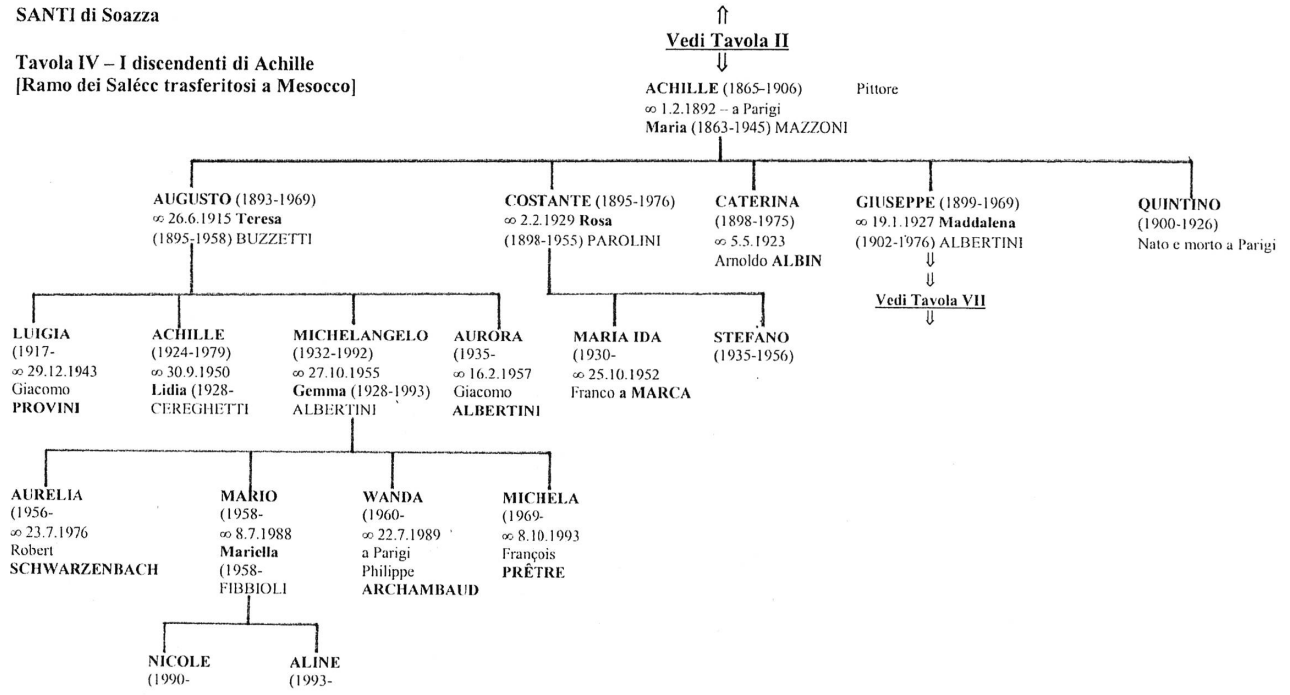 SANTI di Soazza
⇑
Vedi Tavola II
⇓
Tavola IV – I discendenti di Achille
[Ramo dei Salécc trasferitosi a Mesocco]
ACHILLE (1865-1906) Pittore
∞ 1.2.1892 – a Parigi
Maria (1863-1945) MAZZONI
AUGUSTO (1893-1969)
∞ 26.6.1915 Teresa
(1895-1958) BUZZETTI
COSTANTE (1895-1976)
∞ 2.2.1929 Rosa
(1898-1955) PAROLINI
CATERINA
(1898-1975)
∞ 5.5.1923
Arnoldo ALBIN
GIUSEPPE (1899-1969)
∞ 19.1.1927 Maddalena
(1902-1976) ALBERTINI
⇓
⇓
Vedi Tavola VII
⇓
QUINTINO
(1900-1926)
Nato e morto a Parigi
LUIGIA
(1917-
∞ 29.12.1943
Giacomo
PROVINI
ACHILLE
(1924-1979)
∞ 30.9.1950
Lidia (1928-
CEREGHETTI
MICHELANGELO
(1932-1992)
∞ 27.10.1955
Gemma (1928-1993)
ALBERTINI
AURORA
(1935-
∞ 16.2.1957
Giacomo
ALBERTINI
MARIA IDA
(1930-
∞ 25.10.1952
Franco a MARCA
STEFANO
(1935-1956)
AURELIA
(1956-
∞ 23.7.1976
Robert
SCHWARZENBACH
MARIO
(1958-
∞ 8.7.1988
Mariella
(1958-
FIBBIOLI
WANDA
(1960-
∞ 22.7.1989
a Parigi
Philippe
ARCHAMBAUD
MICHELA
(1969-
∞ 8.10.1993
François
PRÊTRE
NICOLE
(1990-
ALINE
(1993-